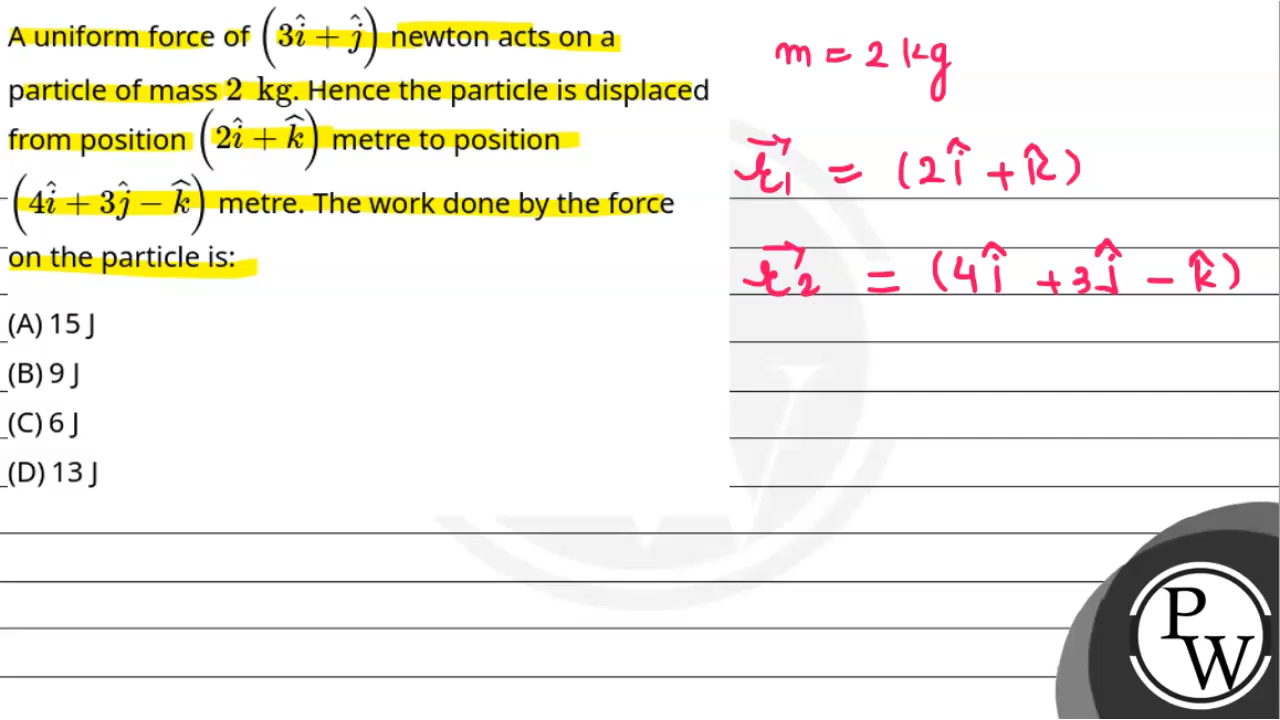 A uniform force of (3î + ĵ) newton acts on a
particle of mass 2 kg. Hence the particle is displaced
from position (2î + k̂) metre to position
(4î + 3ĵ − k̂) metre. The work done by the force
on the particle is:
(A) 15 J
(B) 9 J
(C) 6 J
(D) 13 J
m = 2 kg
r⃗₁ = (2î + k̂)
r⃗₂ = (4î + 3ĵ − k̂)
P
W